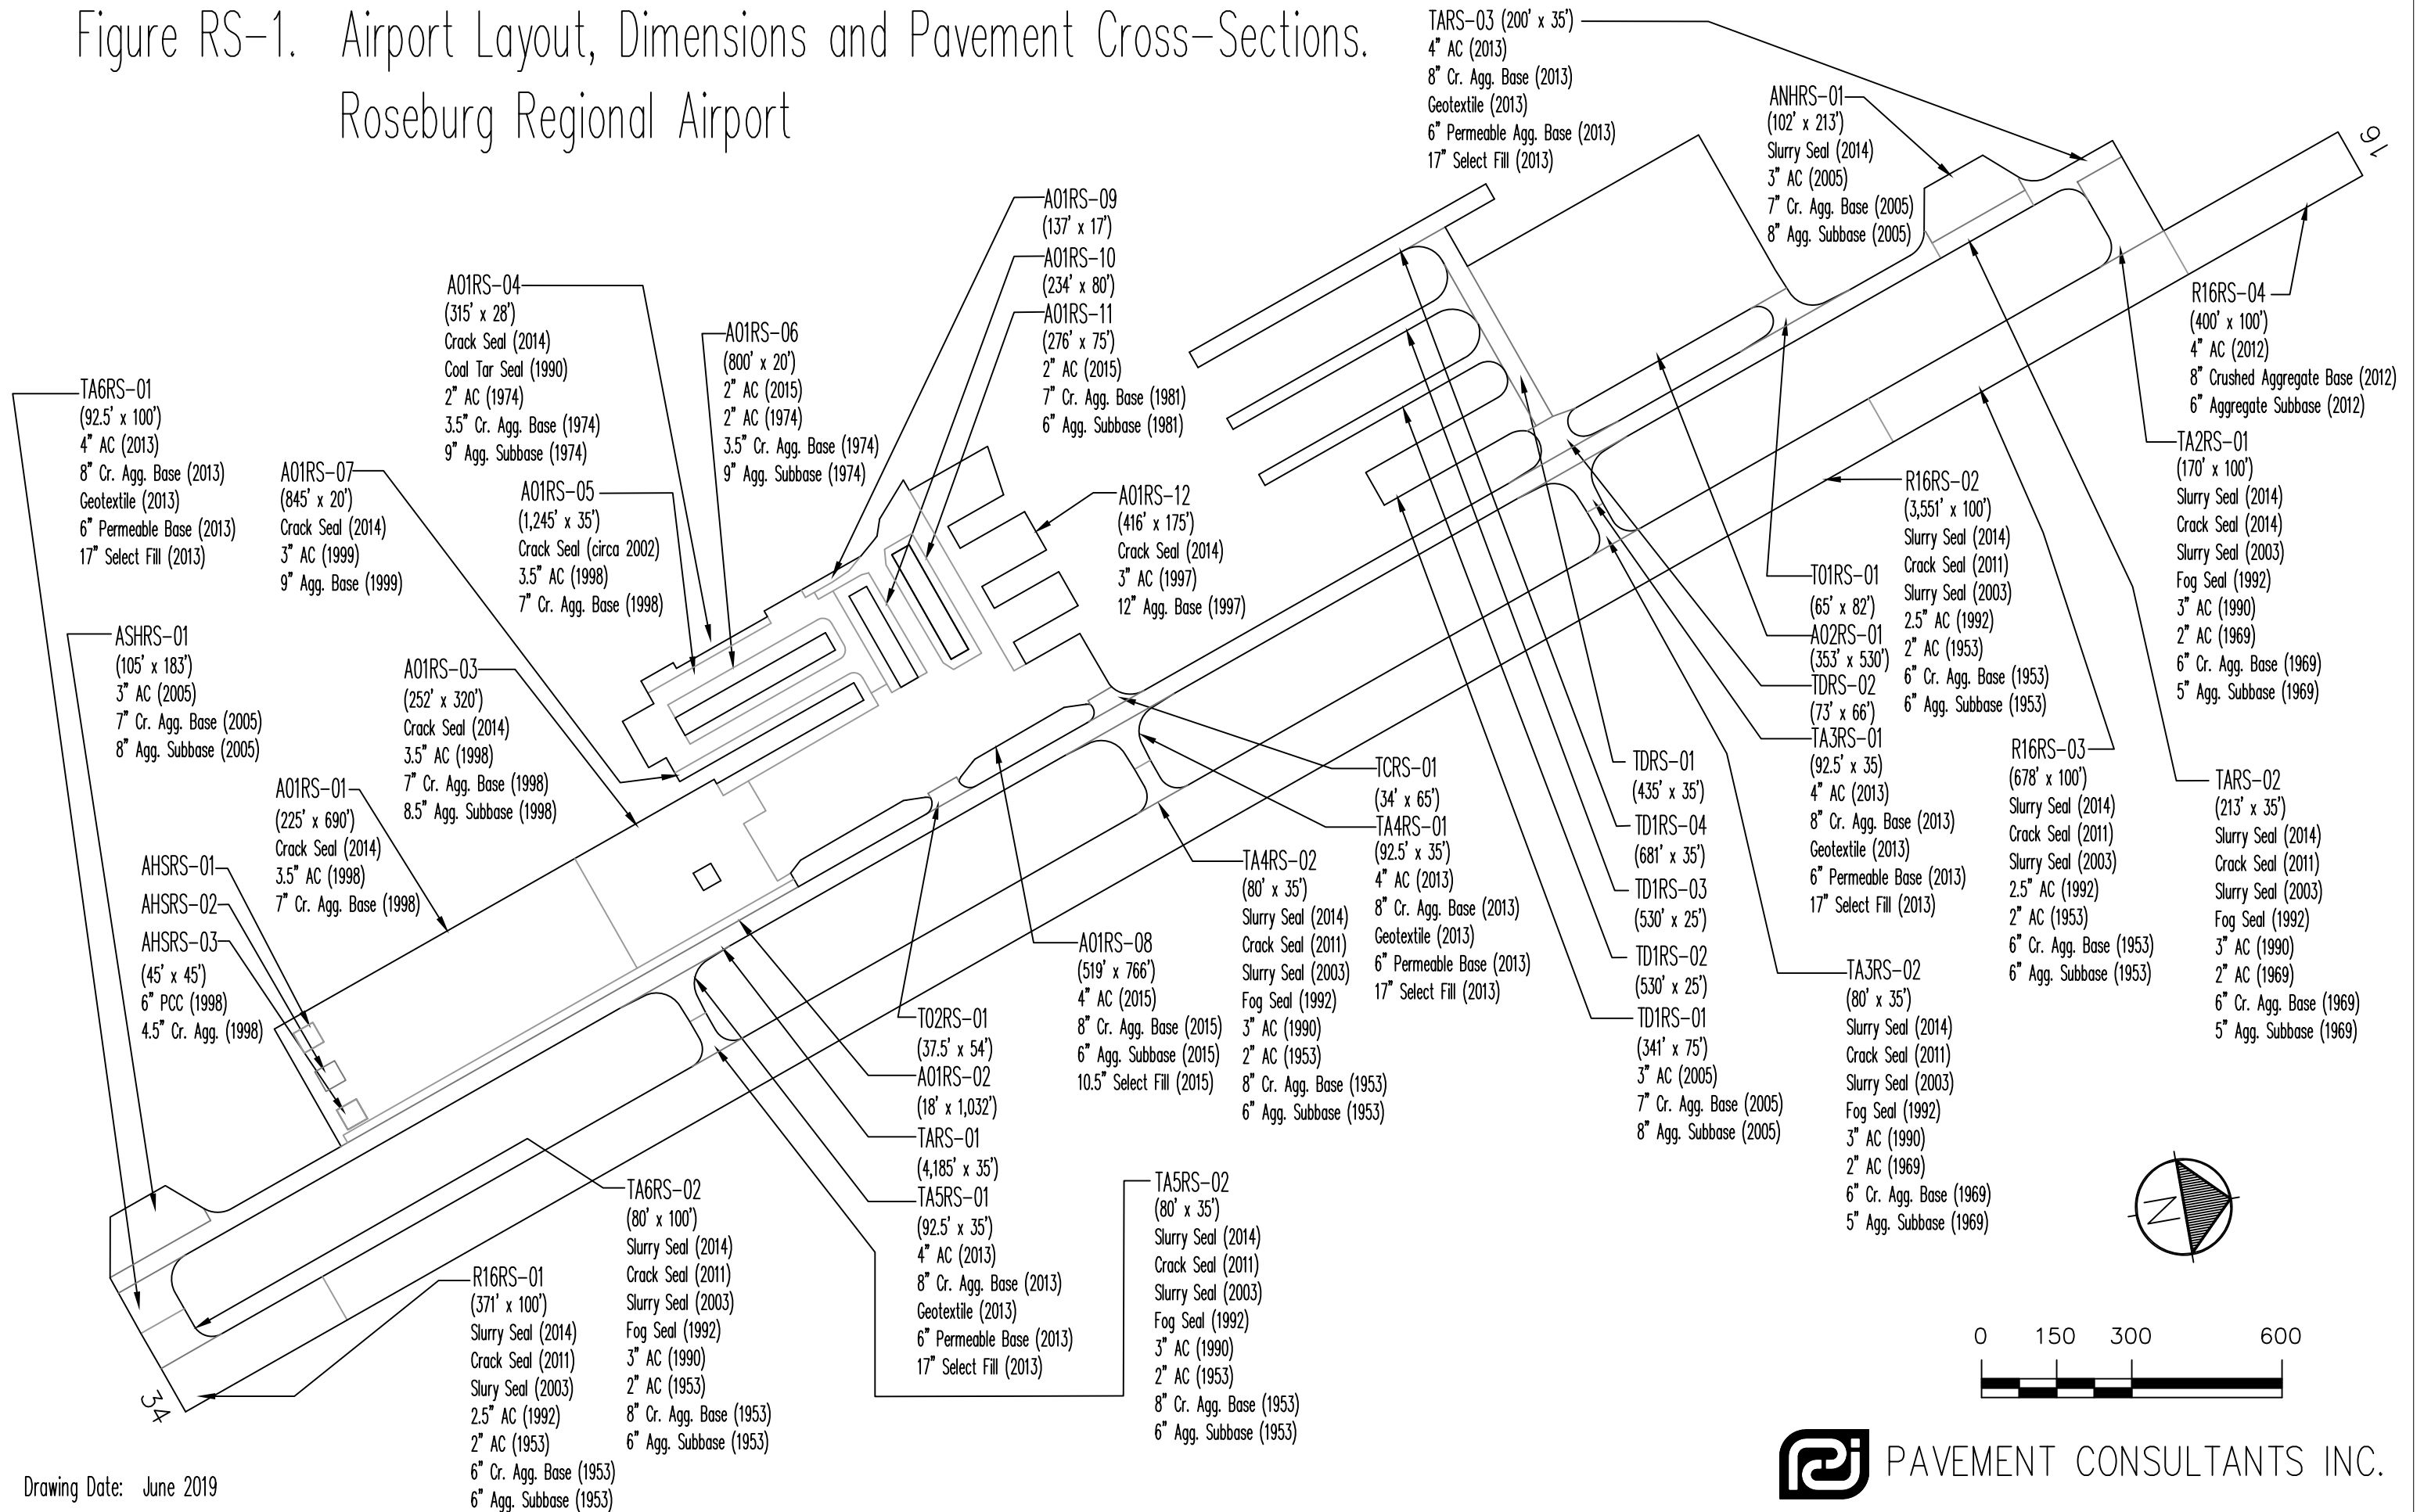 Figure RS-1. Airport Layout, Dimensions and Pavement Cross-Sections.
Roseburg Regional Airport
TARS-03 (200' x 35')
4" AC (2013)
8" Cr. Agg. Base (2013)
Geotextile (2013)
6" Permeable Agg. Base (2013)
17" Select Fill (2013)
ANHRS-01
(102' x 213')
Slurry Seal (2014)
3" AC (2005)
7" Cr. Agg. Base (2005)
8" Agg. Subbase (2005)
16
A01RS-09
(137' x 17')
A01RS-10
(234' x 80')
A01RS-11
(276' x 75')
2" AC (2015)
7" Cr. Agg. Base (1981)
6" Agg. Subbase (1981)
A01RS-04
(315' x 28')
Crack Seal (2014)
Coal Tar Seal (1990)
2" AC (1974)
3.5" Cr. Agg. Base (1974)
9" Agg. Subbase (1974)
A01RS-06
(800' x 20')
2" AC (2015)
2" AC (1974)
3.5" Cr. Agg. Base (1974)
9" Agg. Subbase (1974)
R16RS-04
(400' x 100')
4" AC (2012)
8" Crushed Aggregate Base (2012)
6" Aggregate Subbase (2012)
TA6RS-01
(92.5' x 100')
4" AC (2013)
8" Cr. Agg. Base (2013)
Geotextile (2013)
6" Permeable Base (2013)
17" Select Fill (2013)
A01RS-07
(845' x 20')
Crack Seal (2014)
3" AC (1999)
9" Agg. Base (1999)
A01RS-05
(1,245' x 35')
Crack Seal (circa 2002)
3.5" AC (1998)
7" Cr. Agg. Base (1998)
A01RS-12
(416' x 175')
Crack Seal (2014)
3" AC (1997)
12" Agg. Base (1997)
TA2RS-01
(170' x 100')
Slurry Seal (2014)
Crack Seal (2014)
Slurry Seal (2003)
Fog Seal (1992)
3" AC (1990)
2" AC (1969)
6" Cr. Agg. Base (1969)
5" Agg. Subbase (1969)
R16RS-02
(3,551' x 100')
Slurry Seal (2014)
Crack Seal (2011)
Slurry Seal (2003)
2.5" AC (1992)
2" AC (1953)
6" Cr. Agg. Base (1953)
6" Agg. Subbase (1953)
T01RS-01
(65' x 82')
A02RS-01
(353' x 530')
TDRS-02
(73' x 66')
TA3RS-01
(92.5' x 35)
4" AC (2013)
8" Cr. Agg. Base (2013)
Geotextile (2013)
6" Permeable Base (2013)
17" Select Fill (2013)
ASHRS-01
(105' x 183')
3" AC (2005)
7" Cr. Agg. Base (2005)
8" Agg. Subbase (2005)
A01RS-03
(252' x 320')
Crack Seal (2014)
3.5" AC (1998)
7" Cr. Agg. Base (1998)
8.5" Agg. Subbase (1998)
A01RS-01
(225' x 690')
Crack Seal (2014)
3.5" AC (1998)
7" Cr. Agg. Base (1998)
AHSRS-01
AHSRS-02
AHSRS-03
(45' x 45')
6" PCC (1998)
4.5" Cr. Agg. (1998)
R16RS-03
(678' x 100')
Slurry Seal (2014)
Crack Seal (2011)
Slurry Seal (2003)
2.5" AC (1992)
2" AC (1953)
6" Cr. Agg. Base (1953)
6" Agg. Subbase (1953)
TARS-02
(213' x 35')
Slurry Seal (2014)
Crack Seal (2011)
Slurry Seal (2003)
Fog Seal (1992)
3" AC (1990)
2" AC (1969)
6" Cr. Agg. Base (1969)
5" Agg. Subbase (1969)
TDRS-01
(435' x 35')
TD1RS-04
(681' x 35')
TD1RS-03
(530' x 25')
TD1RS-02
(530' x 25')
TD1RS-01
(341' x 75')
3" AC (2005)
7" Cr. Agg. Base (2005)
8" Agg. Subbase (2005)
TCRS-01
(34' x 65')
TA4RS-01
(92.5' x 35')
4" AC (2013)
8" Cr. Agg. Base (2013)
Geotextile (2013)
6" Permeable Base (2013)
17" Select Fill (2013)
TA4RS-02
(80' x 35')
Slurry Seal (2014)
Crack Seal (2011)
Slurry Seal (2003)
Fog Seal (1992)
3" AC (1990)
2" AC (1953)
8" Cr. Agg. Base (1953)
6" Agg. Subbase (1953)
A01RS-08
(519' x 766')
4" AC (2015)
8" Cr. Agg. Base (2015)
6" Agg. Subbase (2015)
10.5" Select Fill (2015)
TA3RS-02
(80' x 35')
Slurry Seal (2014)
Crack Seal (2011)
Slurry Seal (2003)
Fog Seal (1992)
3" AC (1990)
2" AC (1969)
6" Cr. Agg. Base (1969)
5" Agg. Subbase (1969)
T02RS-01
(37.5' x 54')
A01RS-02
(18' x 1,032')
TARS-01
(4,185' x 35')
TA5RS-01
(92.5' x 35')
4" AC (2013)
8" Cr. Agg. Base (2013)
Geotextile (2013)
6" Permeable Base (2013)
17" Select Fill (2013)
TA5RS-02
(80' x 35')
Slurry Seal (2014)
Crack Seal (2011)
Slurry Seal (2003)
Fog Seal (1992)
3" AC (1990)
2" AC (1953)
8" Cr. Agg. Base (1953)
6" Agg. Subbase (1953)
TA6RS-02
(80' x 100')
Slurry Seal (2014)
Crack Seal (2011)
Slurry Seal (2003)
Fog Seal (1992)
3" AC (1990)
2" AC (1953)
8" Cr. Agg. Base (1953)
6" Agg. Subbase (1953)
R16RS-01
(371' x 100')
Slurry Seal (2014)
Crack Seal (2011)
Slury Seal (2003)
2.5" AC (1992)
2" AC (1953)
6" Cr. Agg. Base (1953)
6" Agg. Subbase (1953)
34
N
0 150 300 600
PAVEMENT CONSULTANTS INC.
Drawing Date: June 2019